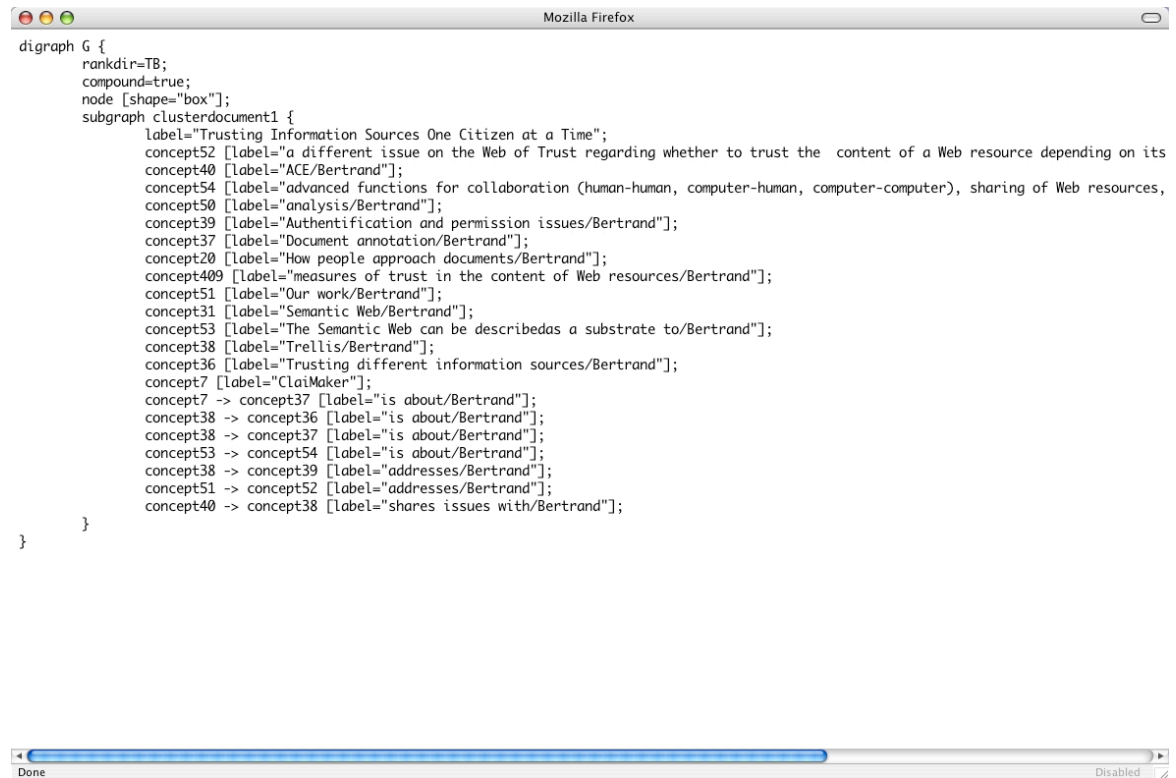 Mozilla Firefox
digraph G {
rankdir=TB;
compound=true;
node [shape="box"];
subgraph clusterdocument1 {
label="Trusting Information Sources One Citizen at a Time";
concept52 [label="a different issue on the Web of Trust regarding whether to trust the  content of a Web resource depending on its
concept40 [label="ACE/Bertrand"];
concept54 [label="advanced functions for collaboration (human-human, computer-human, computer-computer), sharing of Web resources,
concept50 [label="analysis/Bertrand"];
concept39 [label="Authentification and permission issues/Bertrand"];
concept37 [label="Document annotation/Bertrand"];
concept20 [label="How people approach documents/Bertrand"];
concept409 [label="measures of trust in the content of Web resources/Bertrand"];
concept51 [label="Our work/Bertrand"];
concept31 [label="Semantic Web/Bertrand"];
concept53 [label="The Semantic Web can be describedas a substrate to/Bertrand"];
concept38 [label="Trellis/Bertrand"];
concept36 [label="Trusting different information sources/Bertrand"];
concept7 [label="ClaiMaker"];
concept7 -> concept37 [label="is about/Bertrand"];
concept38 -> concept36 [label="is about/Bertrand"];
concept38 -> concept37 [label="is about/Bertrand"];
concept53 -> concept54 [label="is about/Bertrand"];
concept38 -> concept39 [label="addresses/Bertrand"];
concept51 -> concept52 [label="addresses/Bertrand"];
concept40 -> concept38 [label="shares issues with/Bertrand"];
}
}
Done Disabled